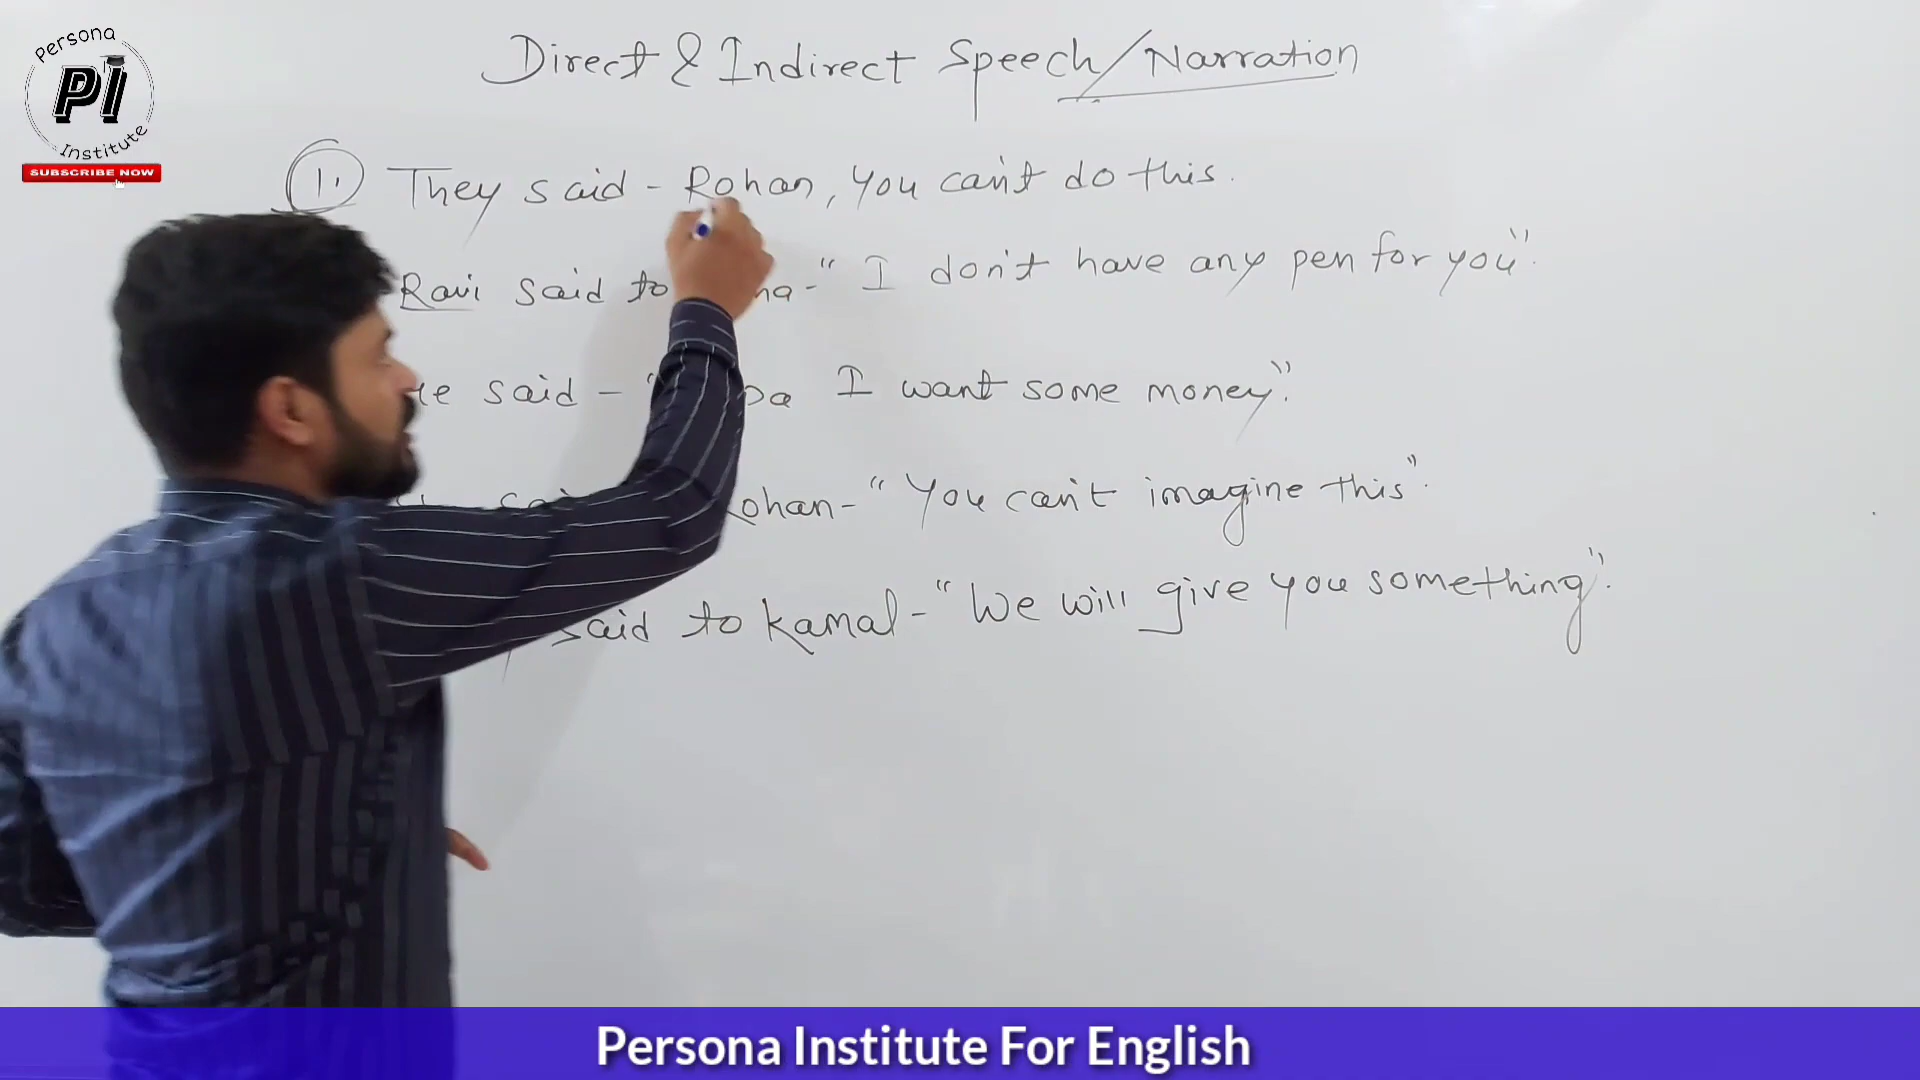 Persona
PI
Institute
SUBSCRIBE NOW
Direct & Indirect Speech/Narration
1. They said - Rohan, you can't do this.
Ravi said to - "I don't have any pen for you".
said - " I want some money".
Rohan - "You can't imagine this".
said to Kamal - "We will give you something".
Persona Institute For English